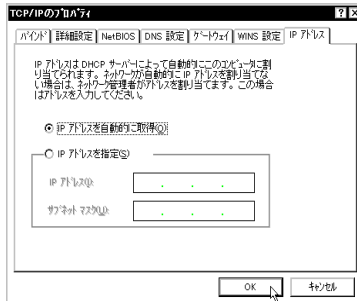 TCP/IPのプロパティ
バインド 詳細設定 NetBIOS DNS 設定 ゲートウェイ WINS 設定 IP アドレス
IP アドレスは DHCP サーバーによって自動的にこのコンピュータに割
り当てられます。ネットワークが自動的に IP アドレスを割り当てな
い場合は、ネットワーク管理者がアドレスを割り当てます。この場合
はアドレスを入力してください。
IP アドレスを自動的に取得(O)
IP アドレスを指定(S)
IP アドレス(I):
サブネット マスク(U):
OK キャンセル